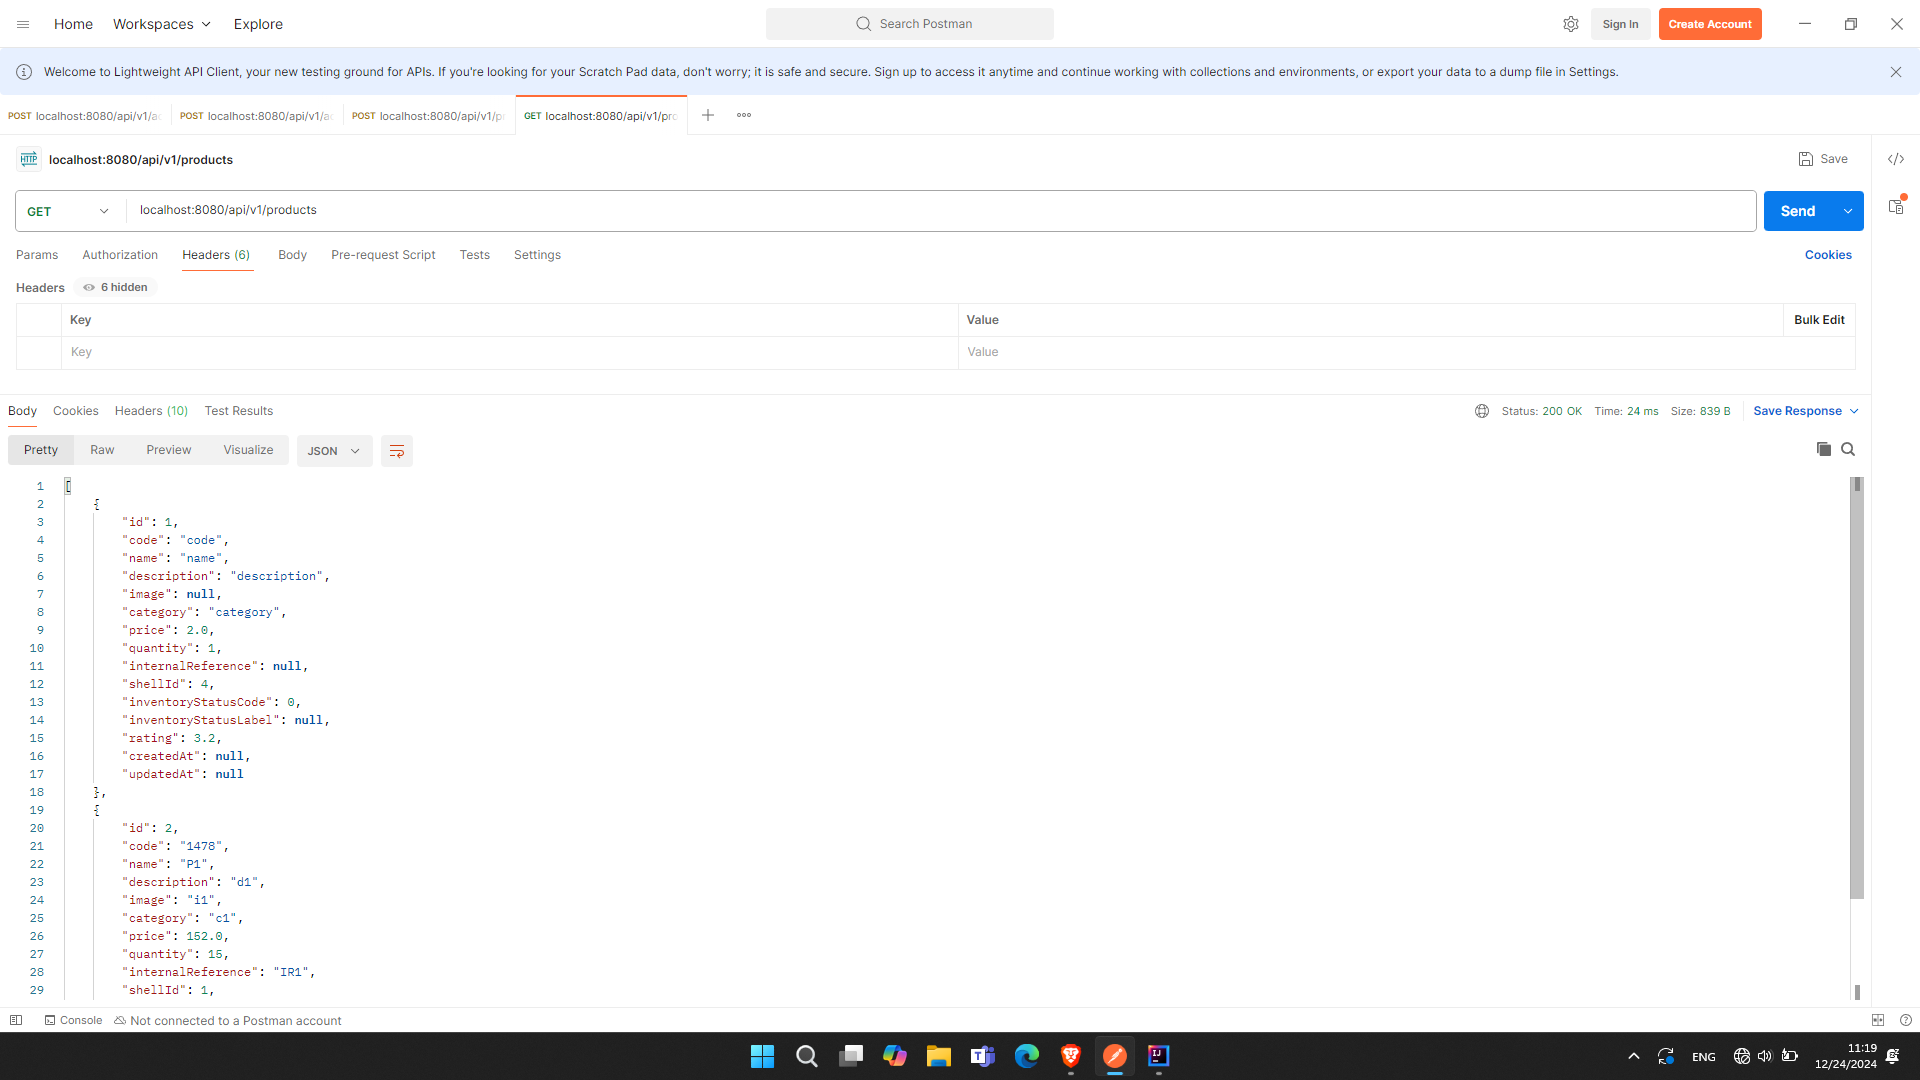 Home Workspaces Explore Search Postman Sign In Create Account
Welcome to Lightweight API Client, your new testing ground for APIs. If you're looking for your Scratch Pad data, don't worry; it is safe and secure. Sign up to access it anytime and continue working with collections and environments, or export your data to a dump file in Settings.
POST localhost:8080/api/v1/ac POST localhost:8080/api/v1/ac POST localhost:8080/api/v1/pr GET localhost:8080/api/v1/pro
HTTP localhost:8080/api/v1/products Save
GET localhost:8080/api/v1/products Send
Params Authorization Headers (6) Body Pre-request Script Tests Settings Cookies
Headers 6 hidden
Key Value Bulk Edit
Key Value
Body Cookies Headers (10) Test Results Status: 200 OK Time: 24 ms Size: 839 B Save Response
Pretty Raw Preview Visualize JSON
1 [
2 {
3 "id": 1,
4 "code": "code",
5 "name": "name",
6 "description": "description",
7 "image": null,
8 "category": "category",
9 "price": 2.0,
10 "quantity": 1,
11 "internalReference": null,
12 "shellId": 4,
13 "inventoryStatusCode": 0,
14 "inventoryStatusLabel": null,
15 "rating": 3.2,
16 "createdAt": null,
17 "updatedAt": null
18 },
19 {
20 "id": 2,
21 "code": "1478",
22 "name": "P1",
23 "description": "d1",
24 "image": "i1",
25 "category": "c1",
26 "price": 152.0,
27 "quantity": 15,
28 "internalReference": "IR1",
29 "shellId": 1,
Console Not connected to a Postman account
ENG 11:19
12/24/2024